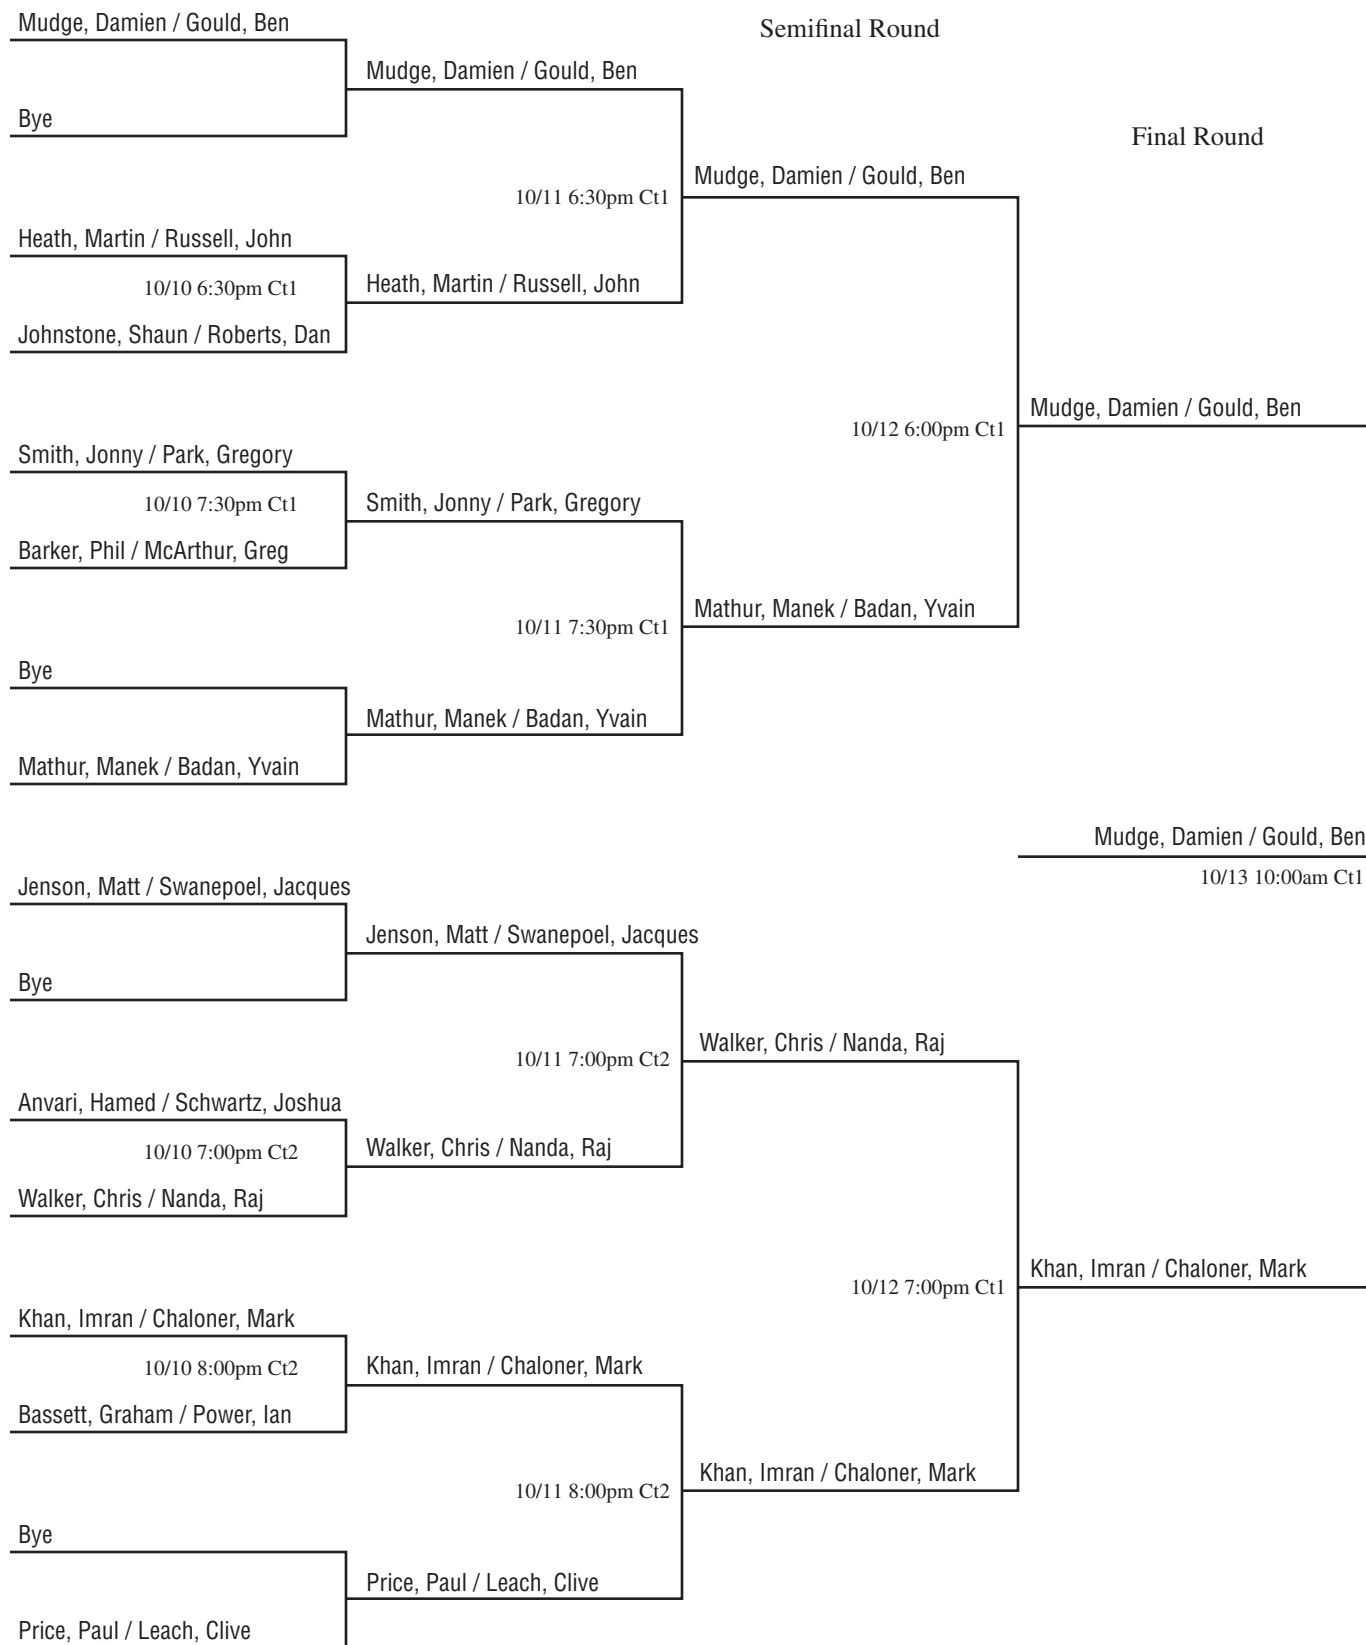 Mudge, Damien / Gould, Ben
Semifinal Round
Mudge, Damien / Gould, Ben
Bye
Final Round
Mudge, Damien / Gould, Ben
10/11 6:30pm Ct1
Heath, Martin / Russell, John
10/10 6:30pm Ct1
Heath, Martin / Russell, John
Johnstone, Shaun / Roberts, Dan
Mudge, Damien / Gould, Ben
10/12 6:00pm Ct1
Smith, Jonny / Park, Gregory
10/10 7:30pm Ct1
Smith, Jonny / Park, Gregory
Barker, Phil / McArthur, Greg
Mathur, Manek / Badan, Yvain
10/11 7:30pm Ct1
Bye
Mathur, Manek / Badan, Yvain
Mathur, Manek / Badan, Yvain
Mudge, Damien / Gould, Ben
10/13 10:00am Ct1
Jenson, Matt / Swanepoel, Jacques
Jenson, Matt / Swanepoel, Jacques
Bye
Walker, Chris / Nanda, Raj
10/11 7:00pm Ct2
Anvari, Hamed / Schwartz, Joshua
10/10 7:00pm Ct2
Walker, Chris / Nanda, Raj
Walker, Chris / Nanda, Raj
Khan, Imran / Chaloner, Mark
10/12 7:00pm Ct1
Khan, Imran / Chaloner, Mark
10/10 8:00pm Ct2
Khan, Imran / Chaloner, Mark
Bassett, Graham / Power, Ian
Khan, Imran / Chaloner, Mark
10/11 8:00pm Ct2
Bye
Price, Paul / Leach, Clive
Price, Paul / Leach, Clive